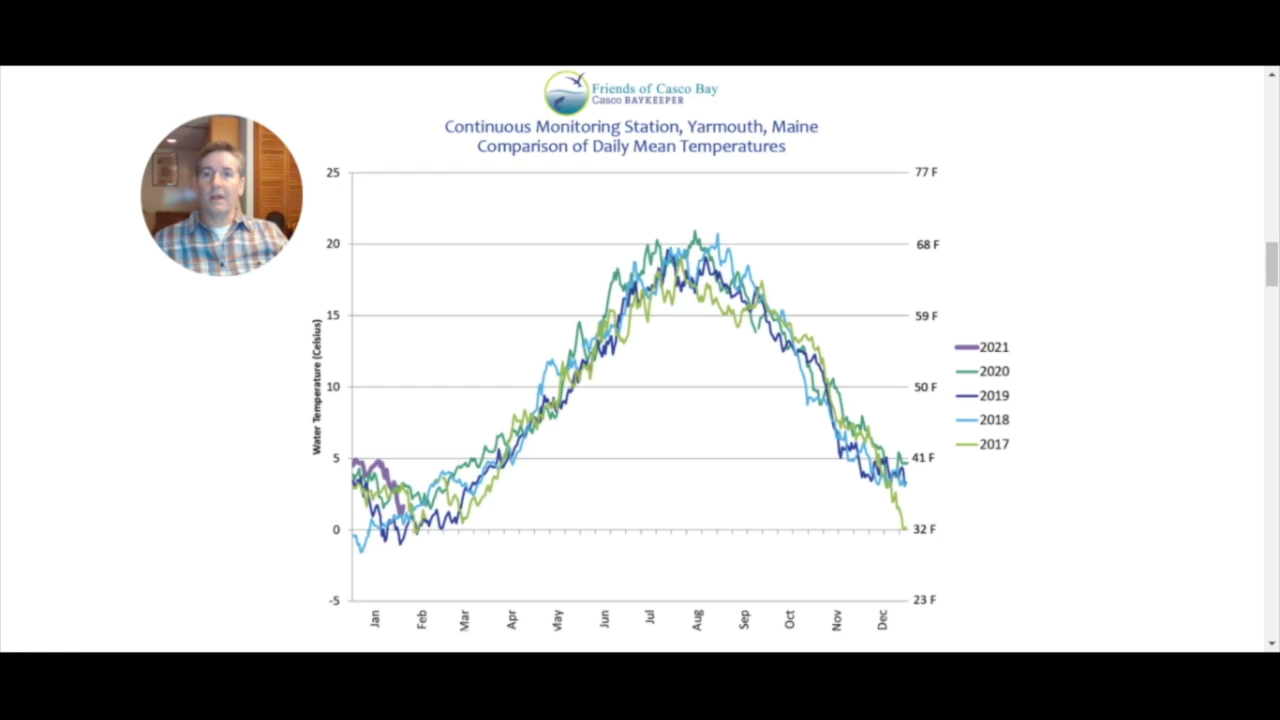 Friends of Casco Bay
Casco BAYKEEPER
Continuous Monitoring Station, Yarmouth, Maine
Comparison of Daily Mean Temperatures
25
77 F
20
68 F
15
59 F
10
50 F
5
41 F
0
32 F
-5
23 F
Water Temperature (Celsius)
2021
2020
2019
2018
2017
Jan
Feb
Mar
Apr
May
Jun
Jul
Aug
Sep
Oct
Nov
Dec